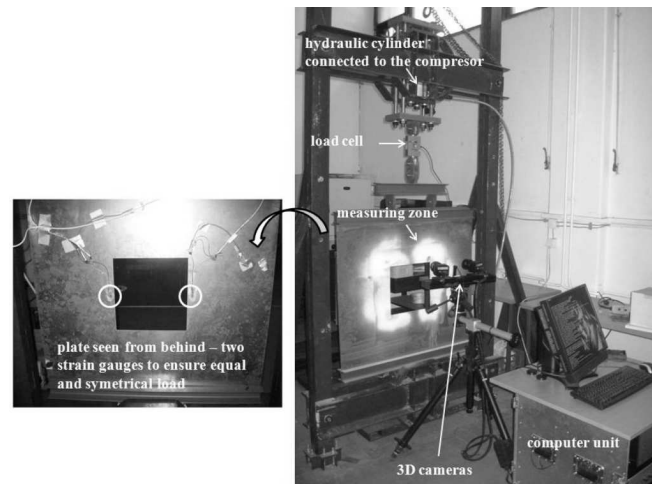 hydraulic cylinder
connected to the compresor
load cell
measuring zone
plate seen from behind – two
strain gauges to ensure equal
and symetrical load
computer unit
3D cameras